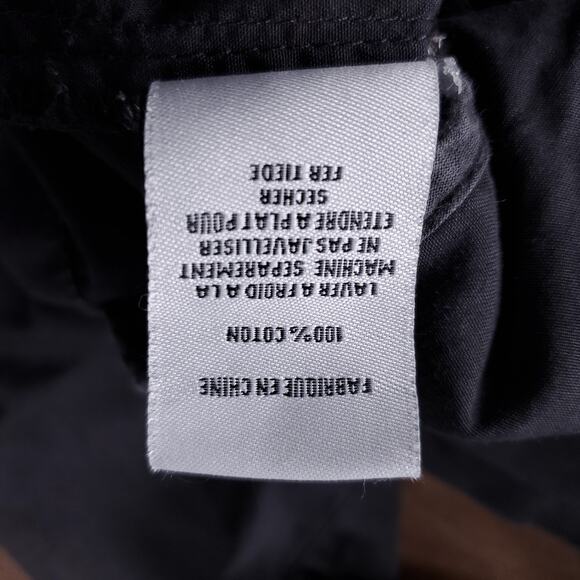 FABRIQUE EN CHINE
100% COTON
LAVER A FROID A LA
MACHINE SEPAREMENT
NE PAS JAVELLISER
ETENDRE A PLAT POUR
SECHER
FER TIEDE